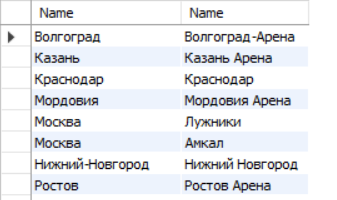 Name Name
Волгоград Волгоград-Арена
Казань Казань Арена
Краснодар Краснодар
Мордовия Мордовия Арена
Москва Лужники
Москва Амкал
Нижний-Новгород Нижний Новгород
Ростов Ростов Арена